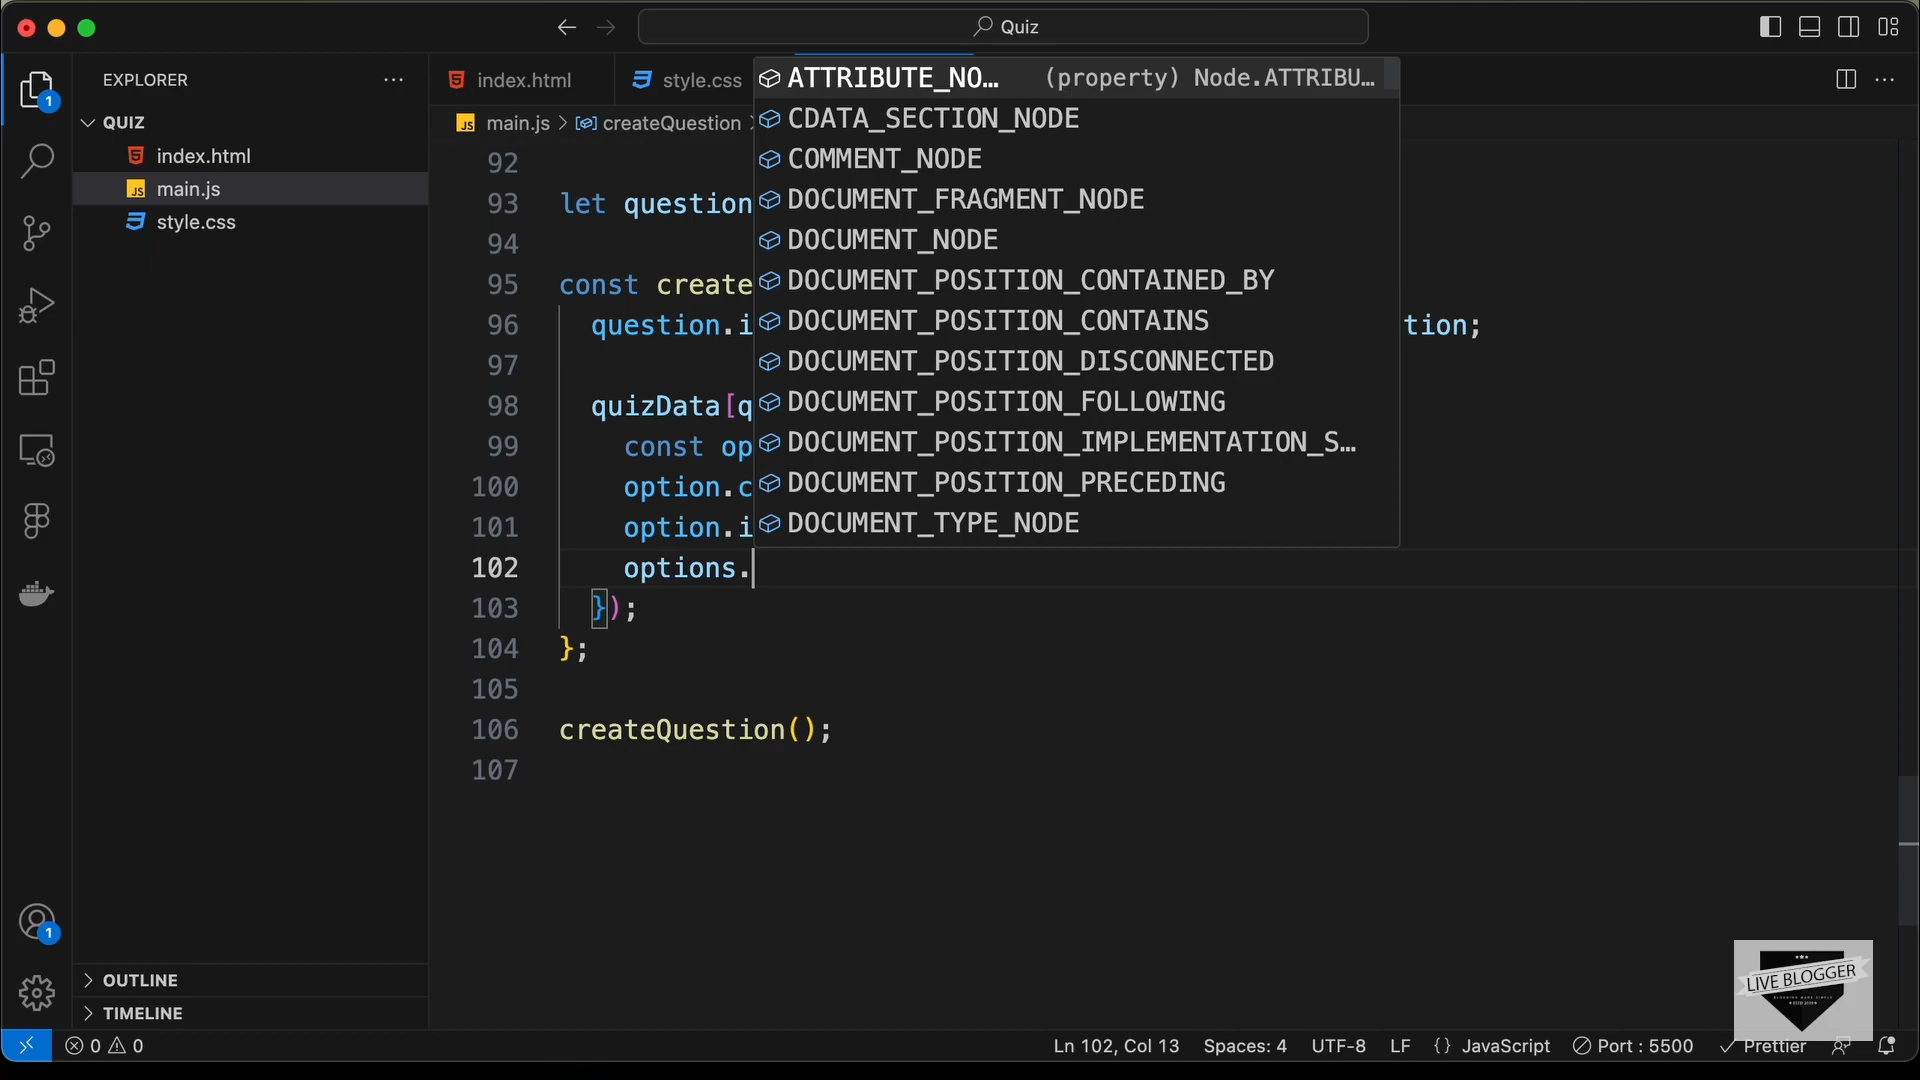 Quiz
EXPLORER
QUIZ
index.html
main.js
style.css
OUTLINE
TIMELINE
index.html
style.css
main.js > createQuestion >
ATTRIBUTE_NO… (property) Node.ATTRIBU…
CDATA_SECTION_NODE
COMMENT_NODE
DOCUMENT_FRAGMENT_NODE
DOCUMENT_NODE
DOCUMENT_POSITION_CONTAINED_BY
DOCUMENT_POSITION_CONTAINS
DOCUMENT_POSITION_DISCONNECTED
DOCUMENT_POSITION_FOLLOWING
DOCUMENT_POSITION_IMPLEMENTATION_S…
DOCUMENT_POSITION_PRECEDING
DOCUMENT_TYPE_NODE
92
93 let question
94
95 const create
96 question.i tion;
97
98 quizData[q
99 const op
100 option.c
101 option.i
102 options.
103 });
104 };
105
106 createQuestion();
107
1
1
LIVE BLOGGER
0 0
Ln 102, Col 13 Spaces: 4 UTF-8 LF {} JavaScript Port : 5500 Prettier